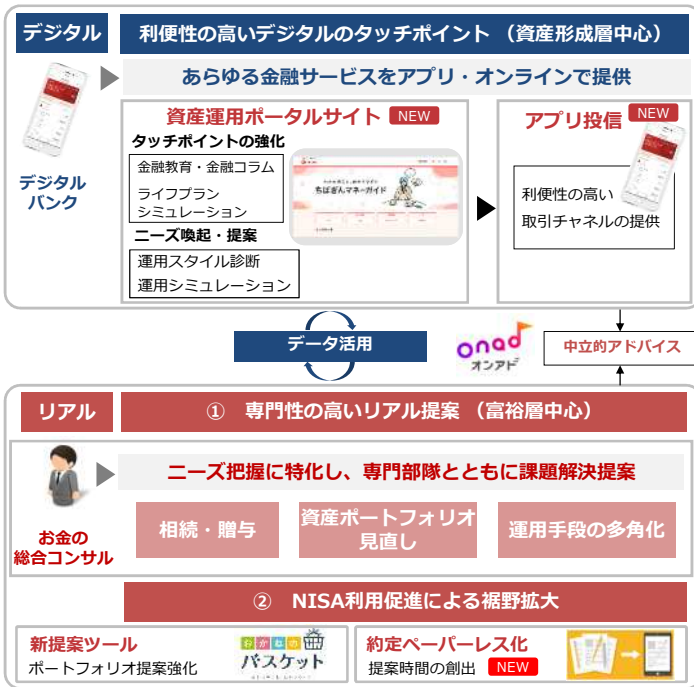 デジタル
利便性の高いデジタルのタッチポイント （資産形成層中心）
あらゆる金融サービスをアプリ・オンラインで提供
デジタル
バンク
資産運用ポータルサイト NEW
タッチポイントの強化
金融教育・金融コラム
ライフプラン
シミュレーション
ニーズ喚起・提案
運用スタイル診断
運用シミュレーション
ちばぎんマネーガイド
アプリ投信 NEW
利便性の高い
取引チャネルの提供
データ活用
onad
オンアド
中立的アドバイス
リアル
① 専門性の高いリアル提案 （富裕層中心）
ニーズ把握に特化し、専門部隊とともに課題解決提案
お金の
総合コンサル
相続・贈与
資産ポートフォリオ
見直し
運用手段の多角化
② NISA利用促進による裾野拡大
新提案ツール
ポートフォリオ提案強化
おかねの
バスケット
約定ペーパーレス化
提案時間の創出 NEW